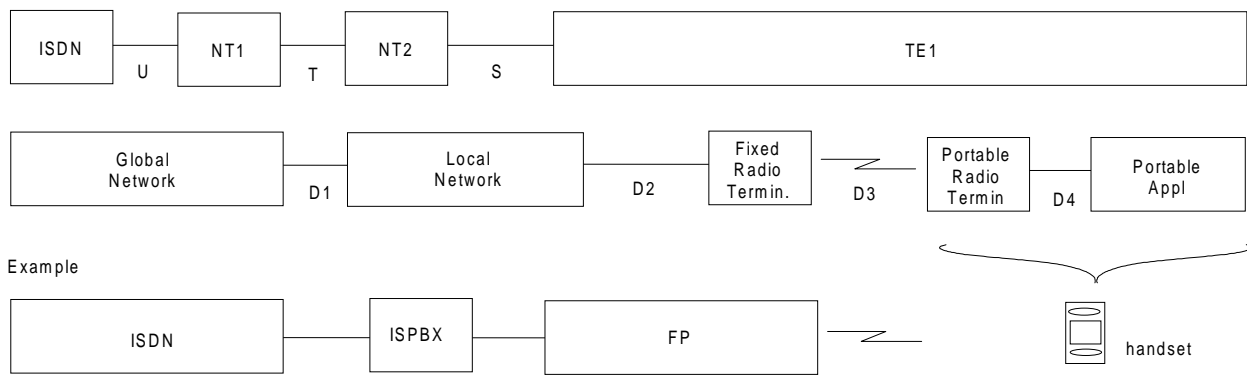 ISDN
U
NT1
T
NT2
S
TE1
Global
Network
D1
Local
Network
D2
Fixed
Radio
Termin.
D3
Portable
Radio
Termin
D4
Portable
Appl
Example
ISDN
ISPBX
FP
handset